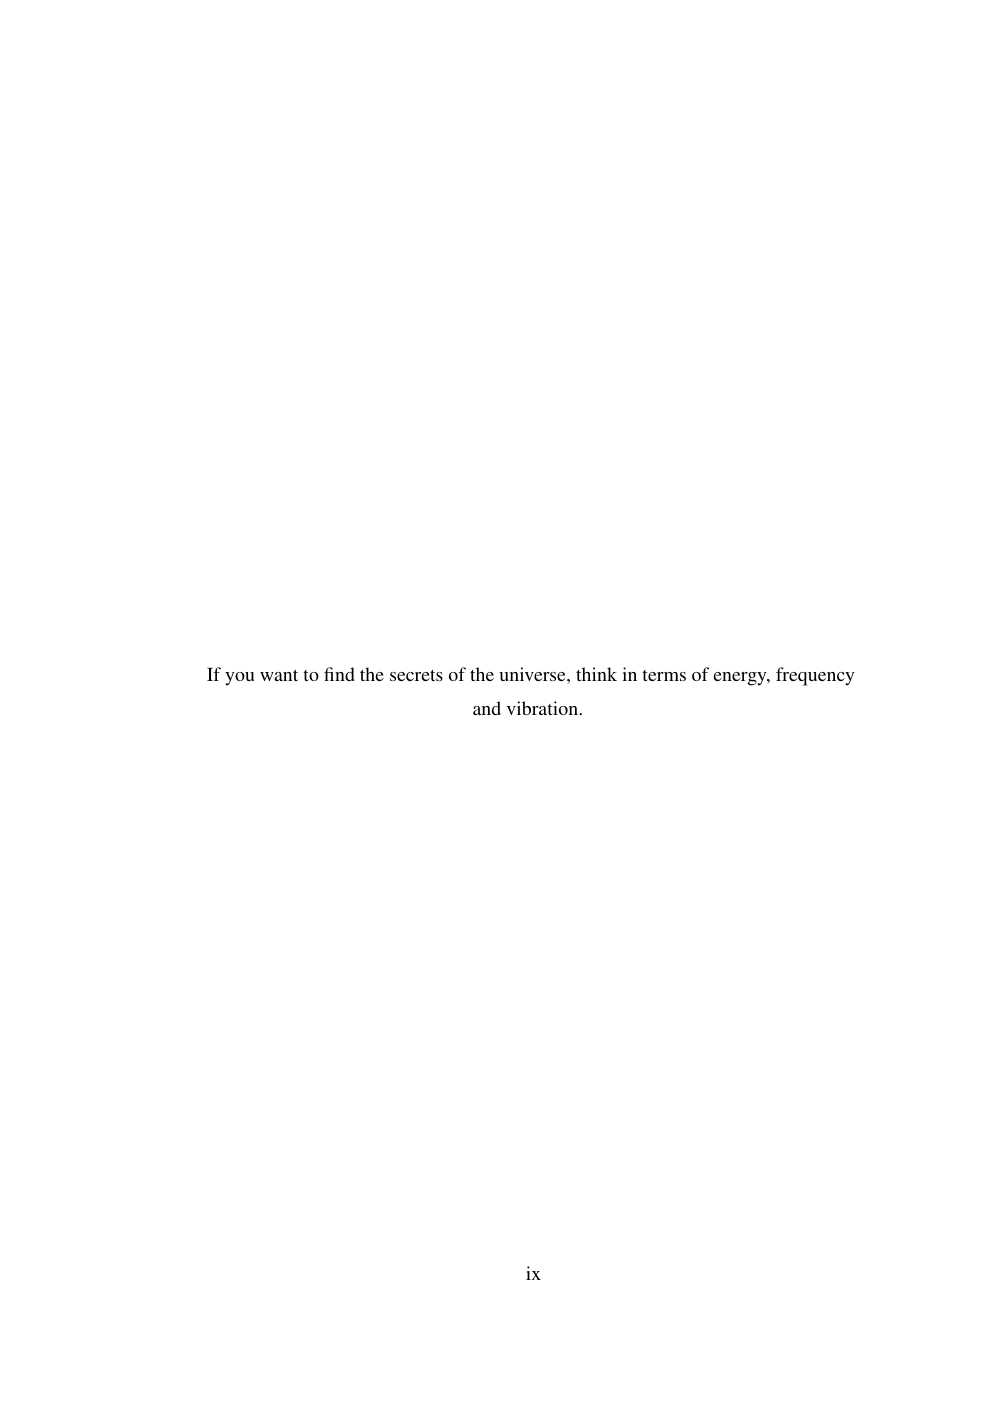 If you want to find the secrets of the universe, think in terms of energy, frequency
and vibration.
ix